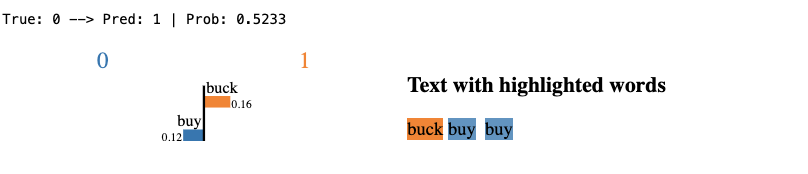 True: 0 --> Pred: 1 | Prob: 0.5233
0 1
buck
0.16
buy
0.12
Text with highlighted words
buck buy buy